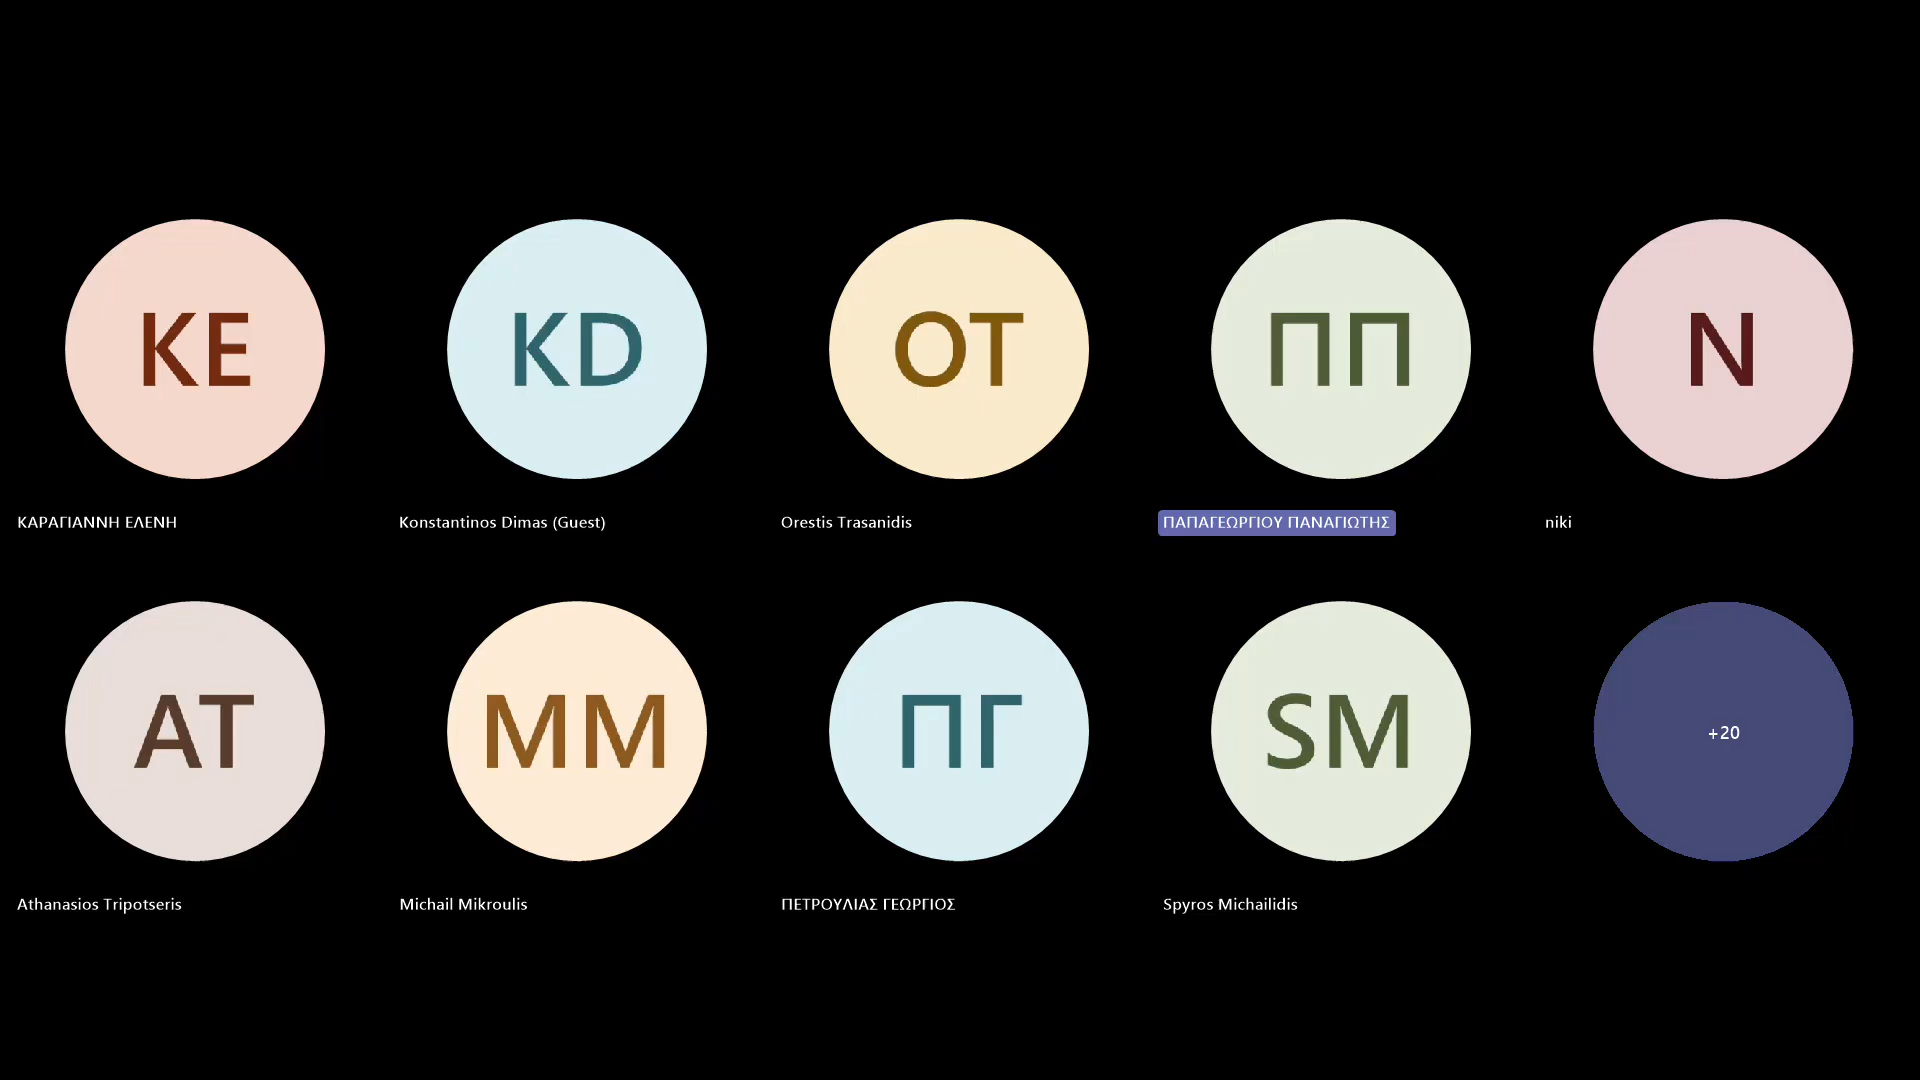 ΚΕ
KD
OT
ΠΠ
N
ΚΑΡΑΓΙΑΝΝΗ ΕΛΕΝΗ
Konstantinos Dimas (Guest)
Orestis Trasanidis
ΠΑΠΑΓΕΩΡΓΙΟΥ ΠΑΝΑΓΙΩΤΗΣ
niki
AT
MM
ΠΓ
SM
+20
Athanasios Tripotseris
Michail Mikroulis
ΠΕΤΡΟΥΛΙΑΣ ΓΕΩΡΓΙΟΣ
Spyros Michailidis